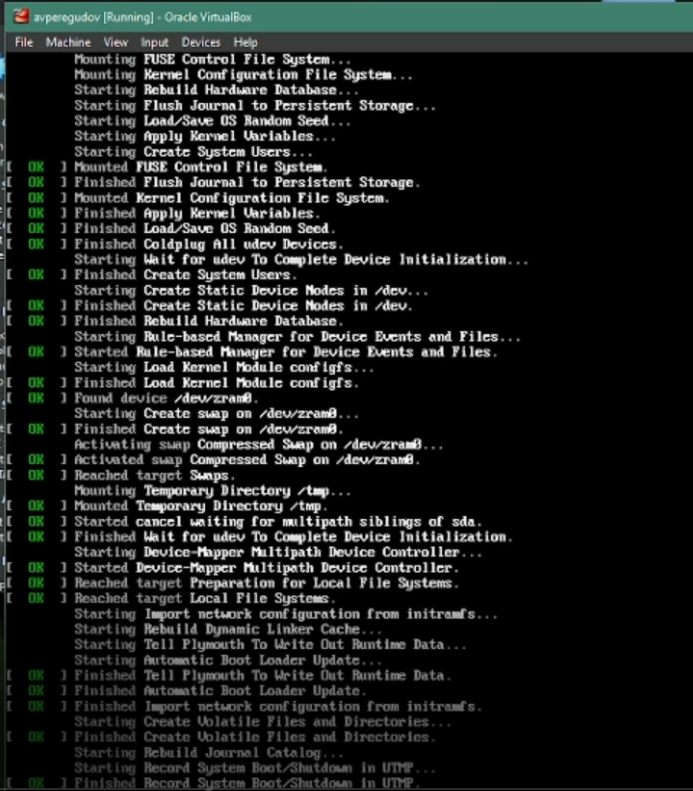 avperegudov [Running] - Oracle VirtualBox
File Machine View Input Devices Help
Mounting FUSE Control File System...
Mounting Kernel Configuration File System...
Starting Rebuild Hardware Database...
Starting Flush Journal to Persistent Storage...
Starting Load/Save OS Random Seed...
Starting Apply Kernel Variables...
Starting Create System Users...
[ OK ] Mounted FUSE Control File System.
[ OK ] Finished Flush Journal to Persistent Storage.
[ OK ] Mounted Kernel Configuration File System.
[ OK ] Finished Apply Kernel Variables.
[ OK ] Finished Load/Save OS Random Seed.
[ OK ] Finished Coldplug All udev Devices.
Starting Wait for udev To Complete Device Initialization...
[ OK ] Finished Create System Users.
Starting Create Static Device Nodes in /dev...
[ OK ] Finished Create Static Device Nodes in /dev.
[ OK ] Finished Rebuild Hardware Database.
Starting Rule-based Manager for Device Events and Files...
[ OK ] Started Rule-based Manager for Device Events and Files.
Starting Load Kernel Module configfs...
[ OK ] Finished Load Kernel Module configfs.
[ OK ] Found device /dev/zram0.
Starting Create swap on /dev/zram0...
[ OK ] Finished Create swap on /dev/zram0.
Activating swap Compressed Swap on /dev/zram0...
[ OK ] Activated swap Compressed Swap on /dev/zram0.
[ OK ] Reached target Swaps.
Mounting Temporary Directory /tmp...
[ OK ] Mounted Temporary Directory /tmp.
[ OK ] Started cancel waiting for multipath siblings of sda.
[ OK ] Finished Wait for udev To Complete Device Initialization.
Starting Device-Mapper Multipath Device Controller...
[ OK ] Started Device-Mapper Multipath Device Controller.
[ OK ] Reached target Preparation for Local File Systems.
[ OK ] Reached target Local File Systems.
Starting Import network configuration from initramfs...
Starting Rebuild Dynamic Linker Cache...
Starting Tell Plymouth To Write Out Runtime Data...
Starting Automatic Boot Loader Update...
[ OK ] Finished Tell Plymouth To Write Out Runtime Data.
[ OK ] Finished Automatic Boot Loader Update.
[ OK ] Finished Import network configuration from initramfs.
Starting Create Volatile Files and Directories...
[ OK ] Finished Create Volatile Files and Directories.
Starting Rebuild Journal Catalog...
Starting Record System Boot/Shutdown in UTMP...
[ OK ] Finished Record System Boot/Shutdown in UTMP.